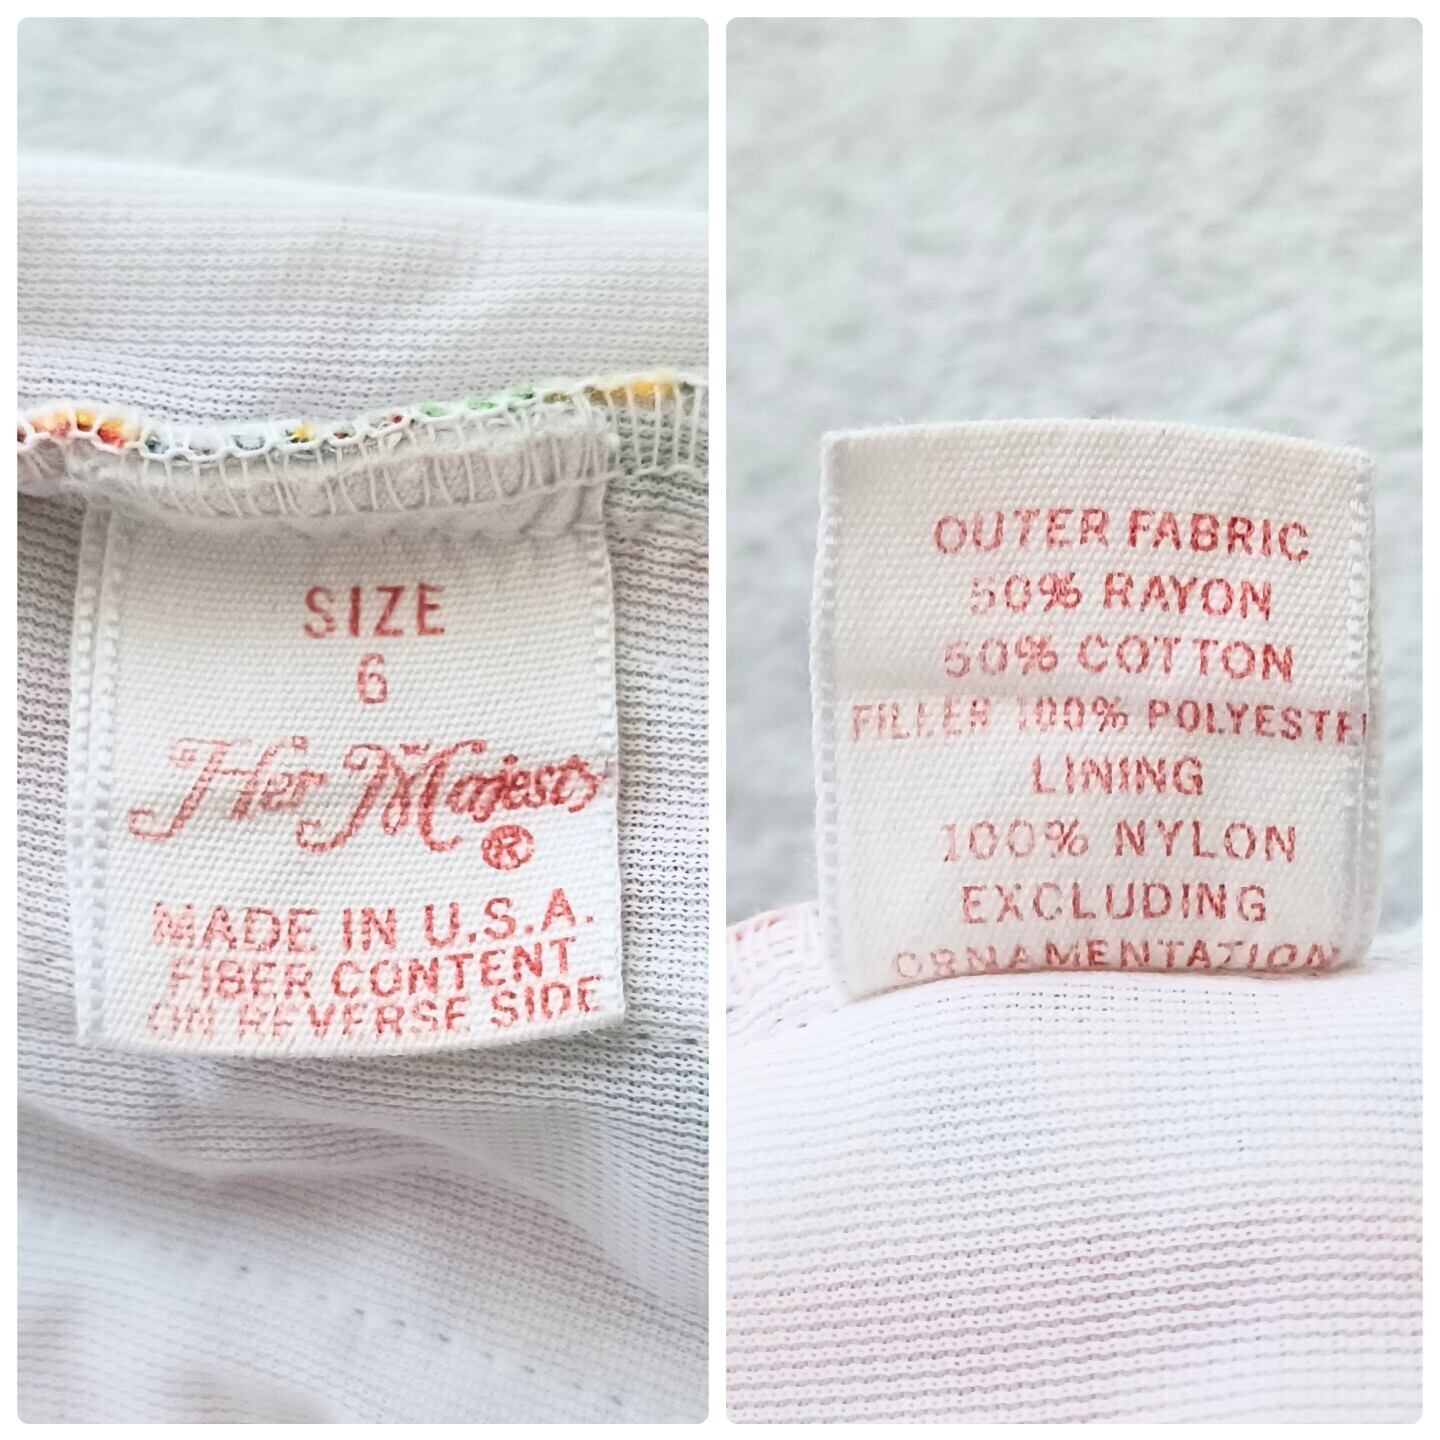 SIZE
6
Her Majesty
®
MADE IN U.S.A.
FIBER CONTENT
ON REVERSE SIDE
OUTER FABRIC
50% RAYON
50% COTTON
FILLER 100% POLYESTER
LINING
100% NYLON
EXCLUDING
ORNAMENTATION